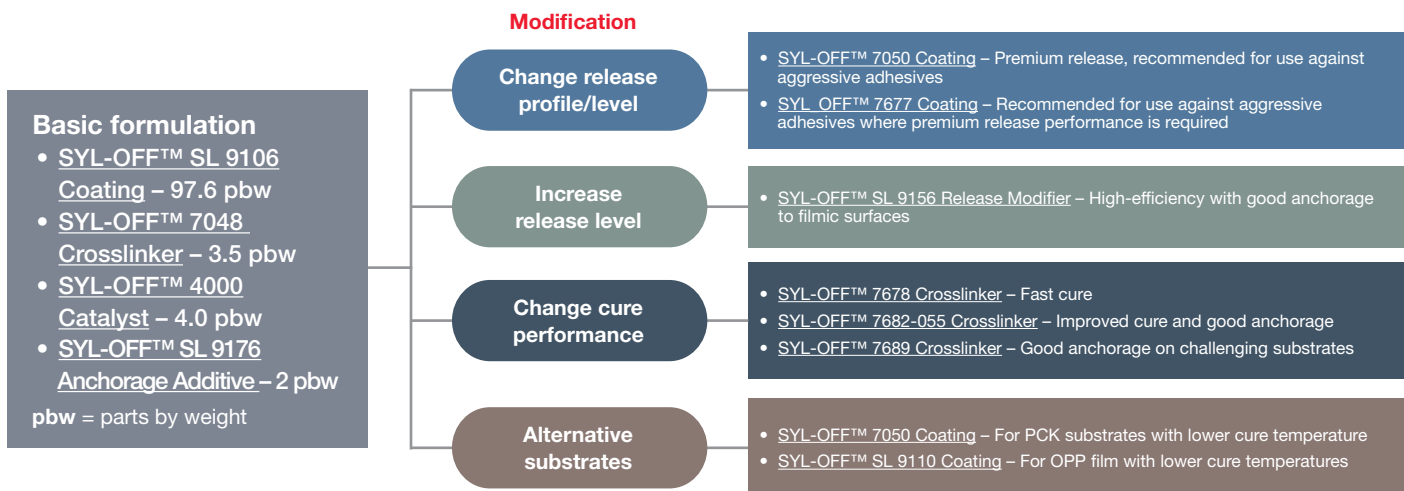 Modification
Basic formulation
• SYL-OFF™ SL 9106
Coating – 97.6 pbw
• SYL-OFF™ 7048
Crosslinker – 3.5 pbw
• SYL-OFF™ 4000
Catalyst – 4.0 pbw
• SYL-OFF™ SL 9176
Anchorage Additive – 2 pbw
pbw = parts by weight
Change release
profile/level
• SYL-OFF™ 7050 Coating – Premium release, recommended for use against
aggressive adhesives
• SYL_OFF™ 7677 Coating – Recommended for use against aggressive
adhesives where premium release performance is required
Increase
release level
• SYL-OFF™ SL 9156 Release Modifier – High-efficiency with good anchorage
to filmic surfaces
Change cure
performance
• SYL-OFF™ 7678 Crosslinker – Fast cure
• SYL-OFF™ 7682-055 Crosslinker – Improved cure and good anchorage
• SYL-OFF™ 7689 Crosslinker – Good anchorage on challenging substrates
Alternative
substrates
• SYL-OFF™ 7050 Coating – For PCK substrates with lower cure temperature
• SYL-OFF™ SL 9110 Coating – For OPP film with lower cure temperatures